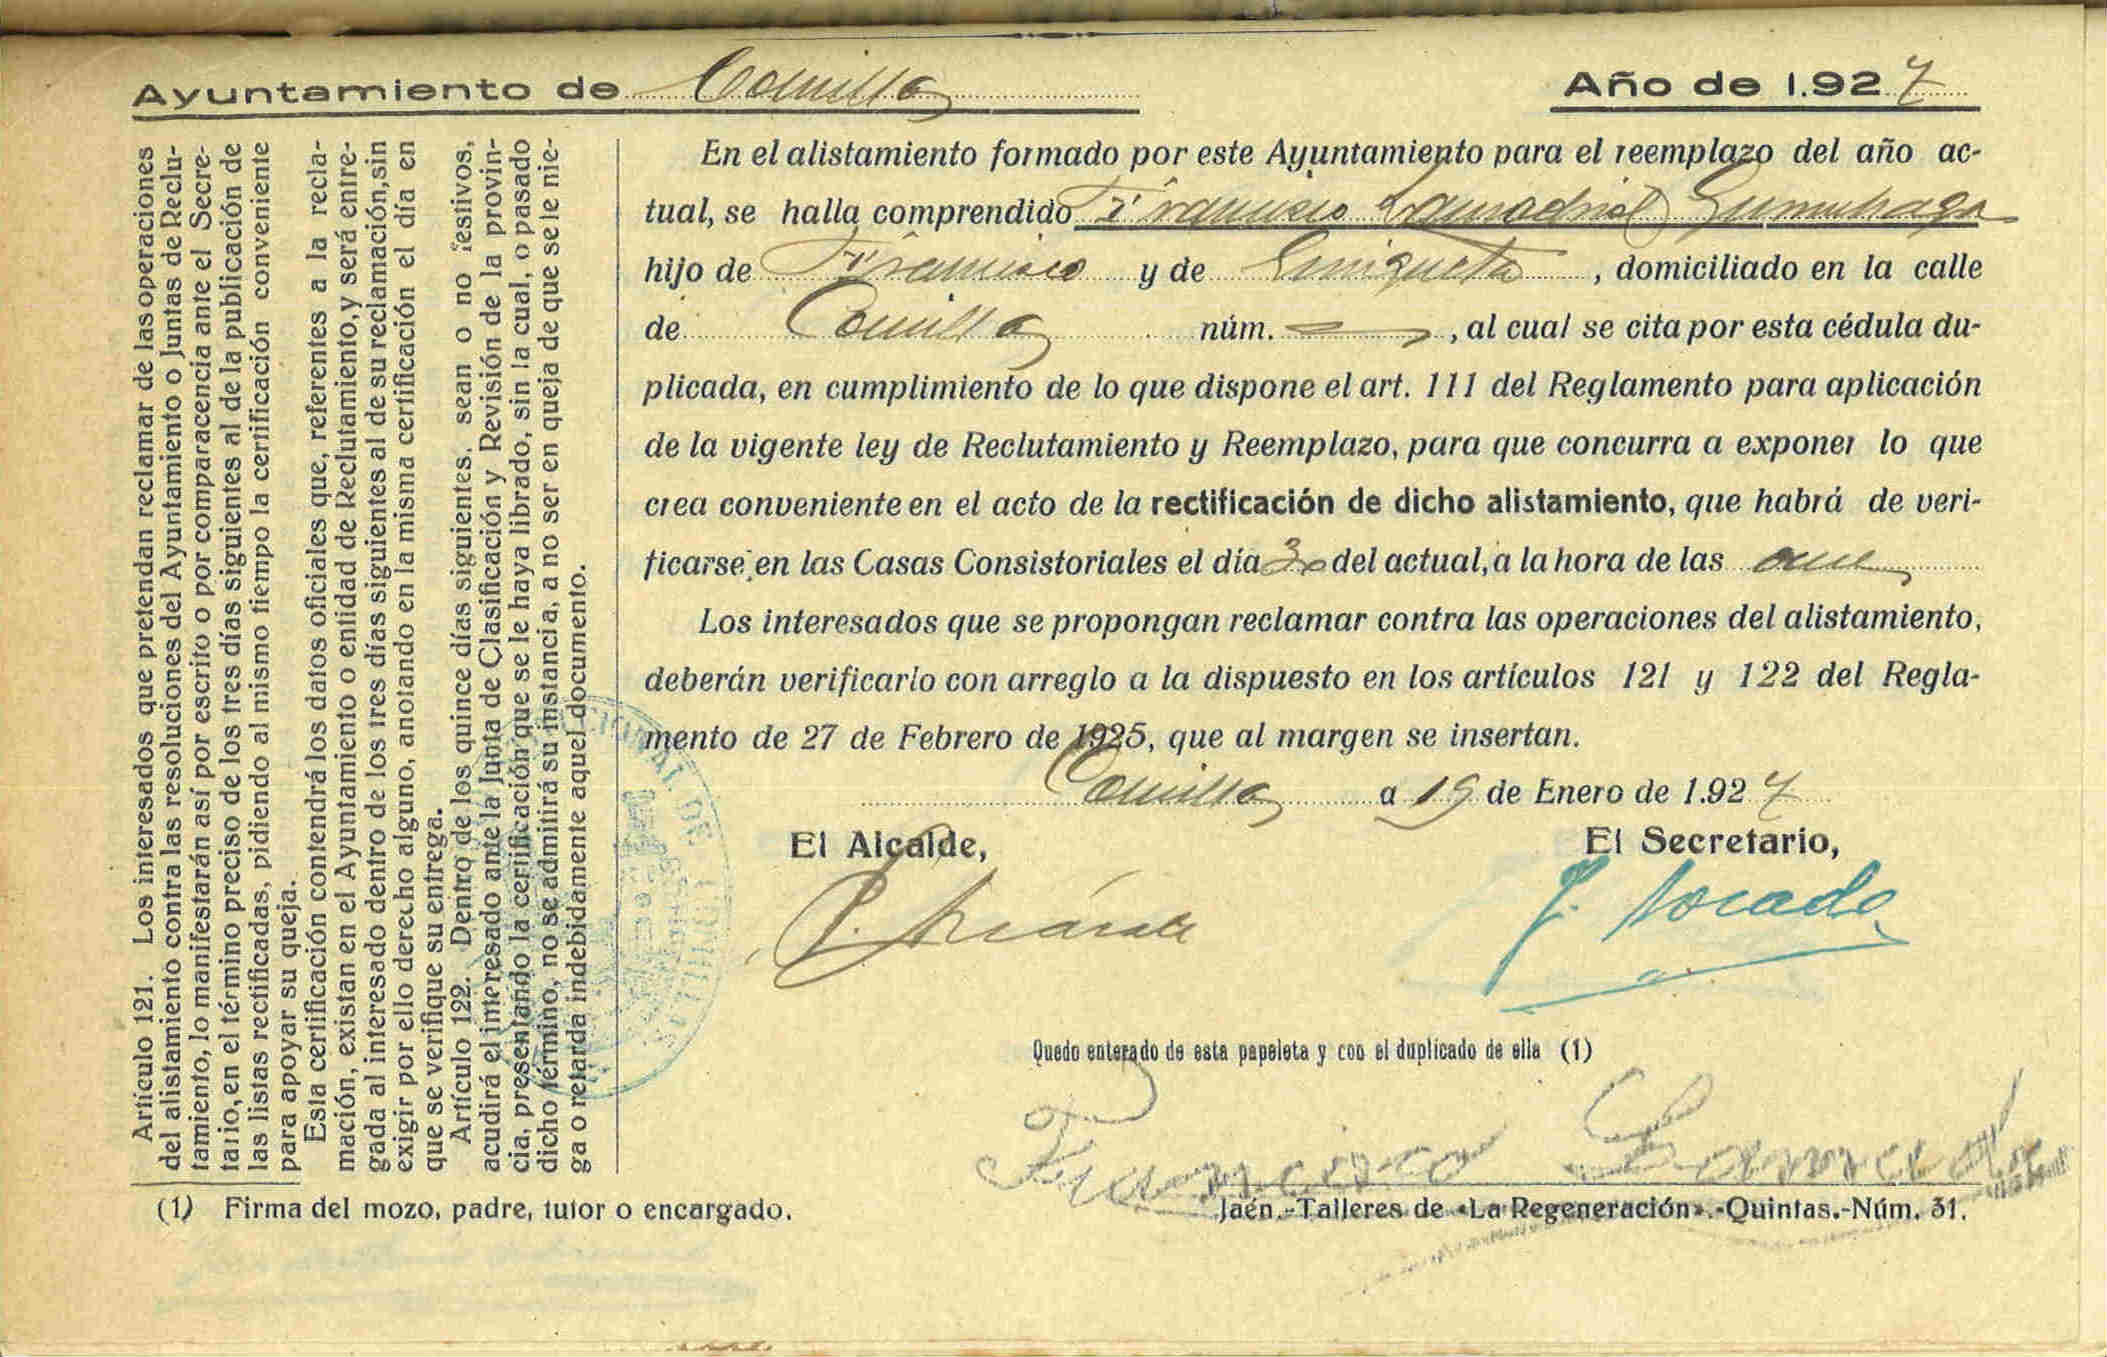 Ayuntamiento de Comillas
Año de 1.927
En el alistamiento formado por este Ayuntamiento para el reemplazo del año ac-
tual, se halla comprendido Francisco Lamadrid
hijo de Francisco y de Enriqueta, domiciliado en la calle
de Comillas núm. , al cual se cita por esta cédula du-
plicada, en cumplimiento de lo que dispone el art. 111 del Reglamento para aplicación
de la vigente ley de Reclutamiento y Reemplazo, para que concurra a exponer lo que
crea conveniente en el acto de la rectificación de dicho alistamiento, que habrá de veri-
ficarse, en las Casas Consistoriales el día 30 del actual, a la hora de las once
Los interesados que se propongan reclamar contra las operaciones del alistamiento,
deberán verificarlo con arreglo a la dispuesto en los artículos 121 y 122 del Regla-
mento de 27 de Febrero de 1925, que al margen se insertan.
Comillas a 19 de Enero de 1.927
El Alcalde,
El Secretario,
Quedo enterado de esta papeleta y con el duplicado de ella (1)
Francisco Lamadrid
Jaén.-Talleres de «La Regeneración».-Quintas.-Núm. 31.
Artículo 121. Los interesados que pretendan reclamar de las operaciones
del alistamiento contra las resoluciones del Ayuntamiento o Juntas de Reclu-
tamiento, lo manifestarán así por escrito o por comparacencia ante el Secre-
tario, en el término preciso de los tres días siguientes al de la publicación de
las listas rectificadas, pidiendo al mismo tiempo la certificación conveniente
para apoyar su queja.
Esta certificación contendrá los datos oficiales que, referentes a la recla-
mación, existan en el Ayuntamiento o entidad de Reclutamiento, y será entre-
gada al interesado dentro de los tres días siguientes al de su reclamación, sin
exigir por ello derecho alguno, anotando en la misma certificación el día en
que se verifique su entrega.
Artículo 122. Dentro de los quince días siguientes, sean o no festivos,
acudirá el interesado ante la Junta de Clasificación y Revisión de la provin-
cia, presentando la certificación que se le haya librado, sin la cual, o pasado
dicho término, no se admitirá su instancia, a no ser en queja de que se le nie-
ga o retarda indebidamente aquel documento.
(1) Firma del mozo, padre, tutor o encargado.